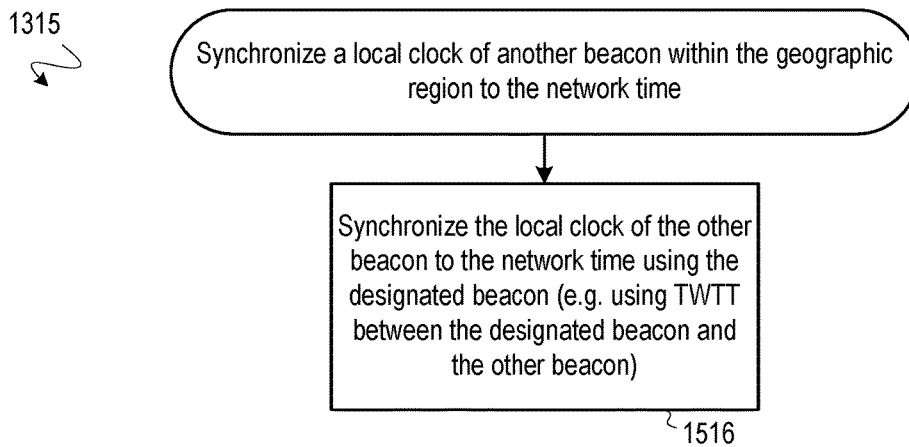 1315
Synchronize a local clock of another beacon within the geographic
region to the network time
Synchronize the local clock of the other
beacon to the network time using the
designated beacon (e.g. using TWTT
between the designated beacon and
the other beacon)
1516